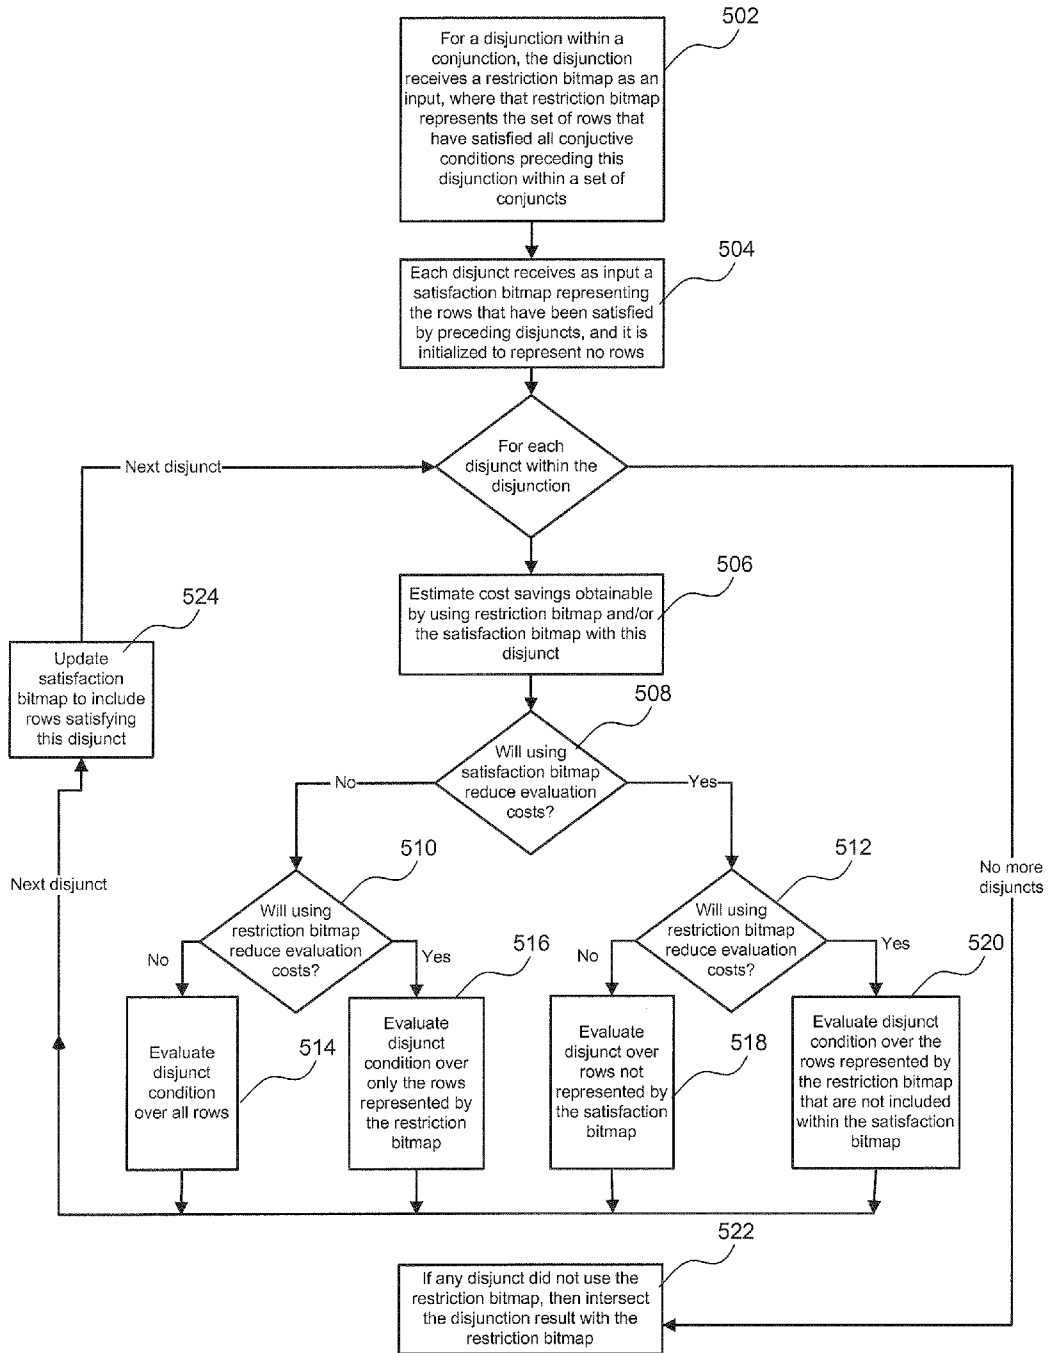 502
For a disjunction within a
conjunction, the disjunction
receives a restriction bitmap as an
input, where that restriction bitmap
represents the set of rows that
have satisfied all conjuctive
conditions preceding this
disjunction within a set of
conjuncts
504
Each disjunct receives as input a
satisfaction bitmap representing
the rows that have been satisfied
by preceding disjuncts, and it is
initialized to represent no rows
For each
disjunct within the
disjunction
Next disjunct
506
Estimate cost savings obtainable
by using restriction bitmap and/or
the satisfaction bitmap with this
disjunct
524
Update
satisfaction
bitmap to include
rows satisfying
this disjunct
508
Will using
satisfaction bitmap
reduce evaluation
costs?
No
Yes
510
Will using
restriction bitmap
reduce evaluation
costs?
No
Yes
512
Will using
restriction bitmap
reduce evaluation
costs?
No
Yes
No more
disjuncts
Next disjunct
514
Evaluate
disjunct
condition
over all rows
516
Evaluate
disjunct
condition over
only the rows
represented by
the restriction
bitmap
518
Evaluate
disjunct over
rows not
represented by
the satisfaction
bitmap
520
Evaluate disjunct
condition over the
rows represented by
the restriction bitmap
that are not included
within the satisfaction
bitmap
522
If any disjunct did not use the
restriction bitmap, then intersect
the disjunction result with the
restriction bitmap